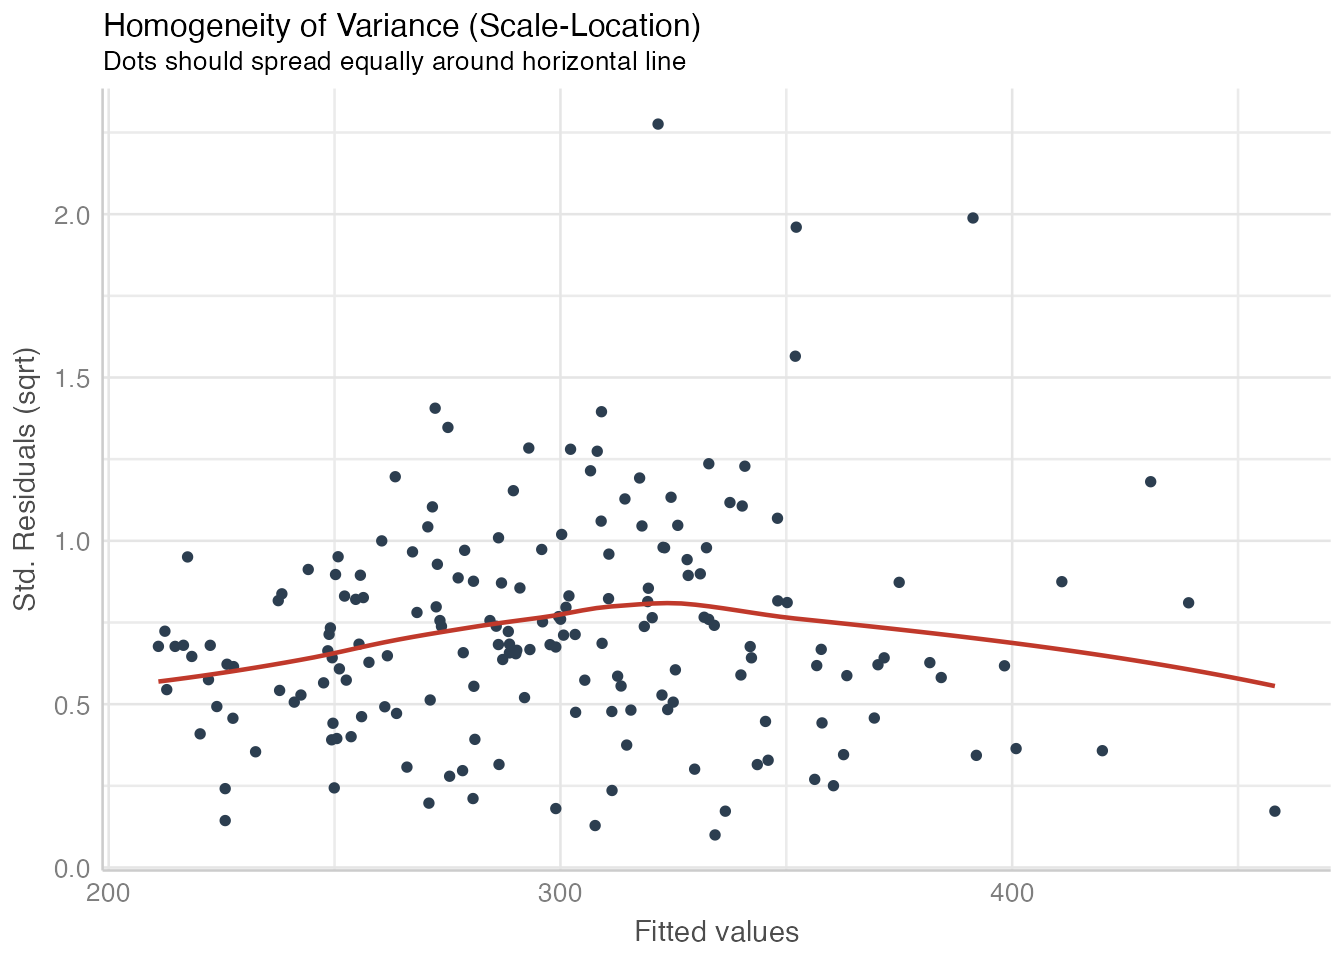 Homogeneity of Variance (Scale-Location)
Dots should spread equally around horizontal line
Std. Residuals (sqrt)
2.0
1.5
1.0
0.5
0.0
200 300 400
Fitted values